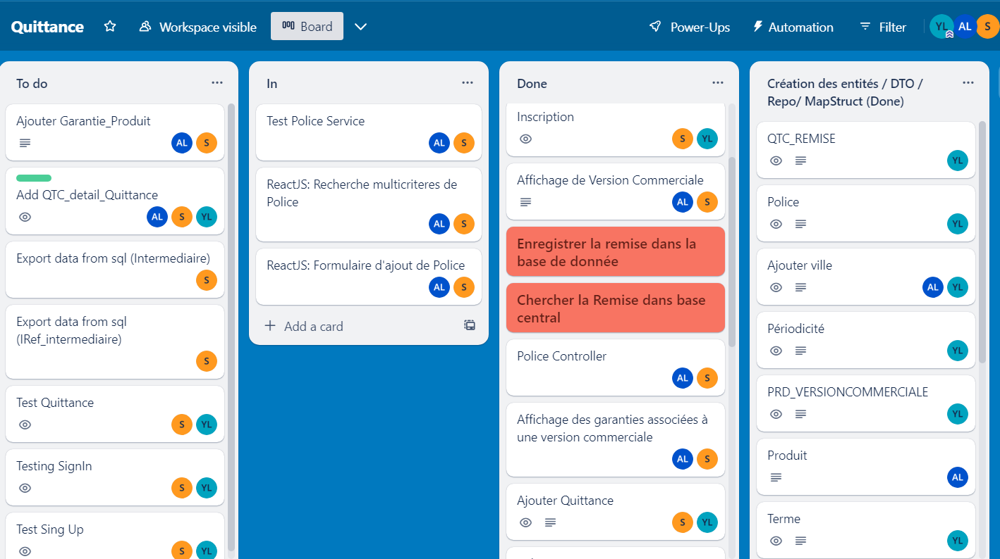 Quittance
Workspace visible
Board
Power-Ups
Automation
Filter
YL
AL
S
To do
Ajouter Garantie_Produit
AL
S
Add QTC_detail_Quittance
AL
S
YL
Export data from sql (Intermediaire)
S
Export data from sql
(IRef_intermediaire)
S
Test Quittance
S
YL
Testing SignIn
S
YL
Test Sing Up
S
YL
In
Test Police Service
AL
S
ReactJS: Recherche multicriteres de
Police
AL
S
ReactJS: Formulaire d'ajout de Police
AL
S
Add a card
Done
Inscription
S
YL
Affichage de Version Commerciale
AL
S
Enregistrer la remise dans la
base de donnée
Chercher la Remise dans base
central
Police Controller
AL
S
Affichage des garanties associées à
une version commerciale
AL
S
Ajouter Quittance
S
YL
Création des entités / DTO /
Repo/ MapStruct (Done)
QTC_REMISE
YL
Police
YL
Ajouter ville
AL
YL
Périodicité
YL
PRD_VERSIONCOMMERCIALE
YL
Produit
AL
Terme
YL